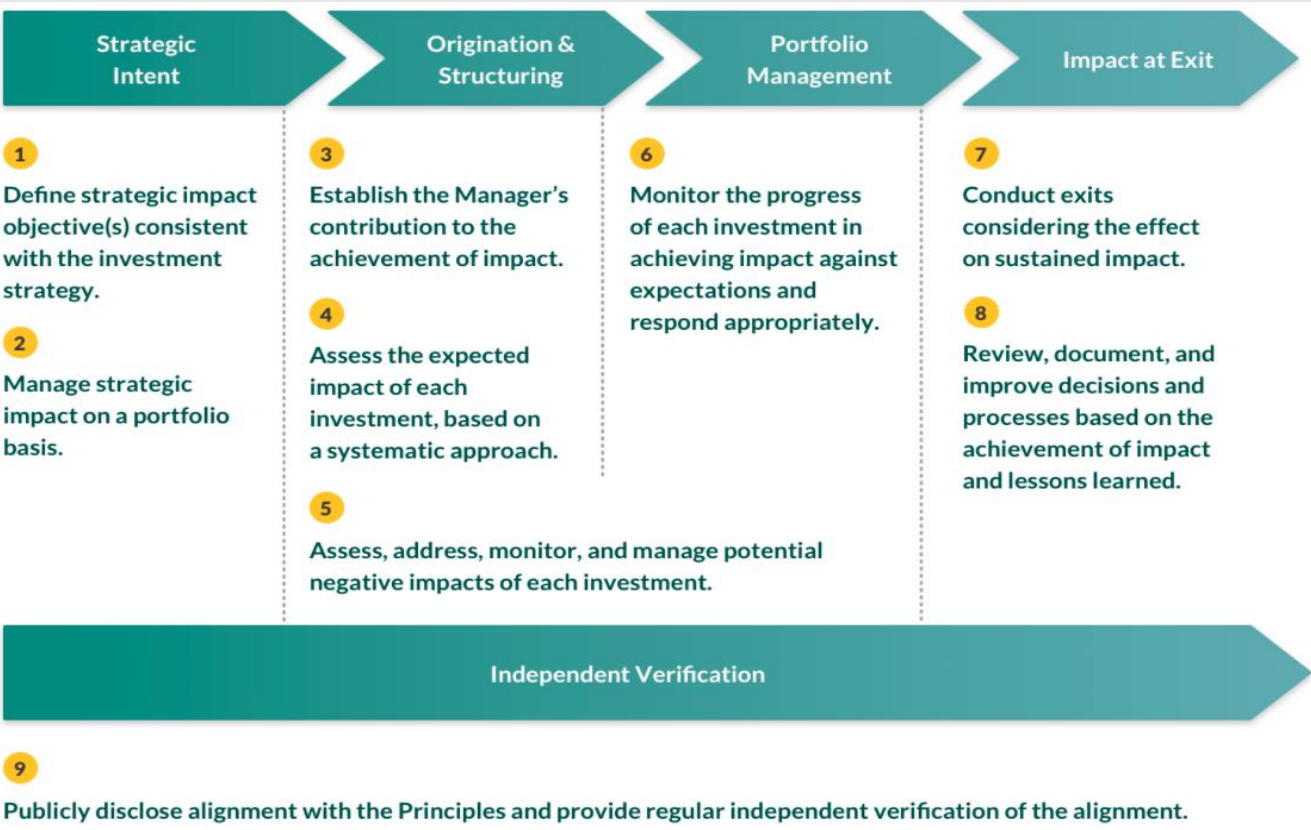 Strategic
Intent
Origination &
Structuring
Portfolio
Management
Impact at Exit
1
Define strategic impact
objective(s) consistent
with the investment
strategy.
2
Manage strategic
impact on a portfolio
basis.
3
Establish the Manager’s
contribution to the
achievement of impact.
4
Assess the expected
impact of each
investment, based on
a systematic approach.
5
Assess, address, monitor, and manage potential
negative impacts of each investment.
6
Monitor the progress
of each investment in
achieving impact against
expectations and
respond appropriately.
7
Conduct exits
considering the effect
on sustained impact.
8
Review, document, and
improve decisions and
processes based on the
achievement of impact
and lessons learned.
Independent Verification
9
Publicly disclose alignment with the Principles and provide regular independent verification of the alignment.